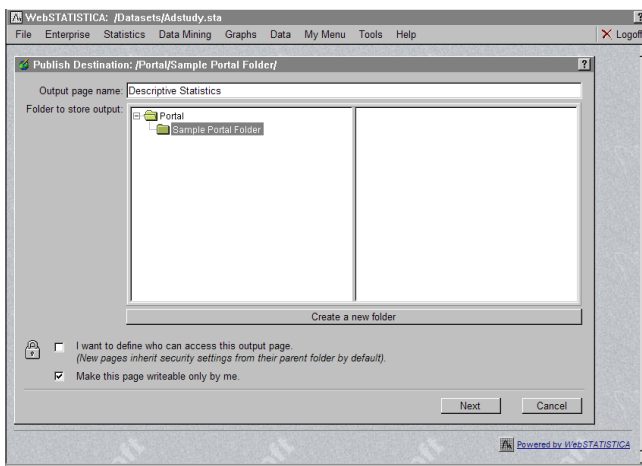 WebSTATISTICA: /Datasets/Adstudy.sta ?
File Enterprise Statistics Data Mining Graphs Data My Menu Tools Help Logoff
Publish Destination: /Portal/Sample Portal Folder/ ?
Output page name: Descriptive Statistics
Folder to store output:
Portal
Sample Portal Folder
Create a new folder
I want to define who can access this output page.
(New pages inherit security settings from their parent folder by default).
Make this page writeable only by me.
Next Cancel
Powered by WebSTATISTICA